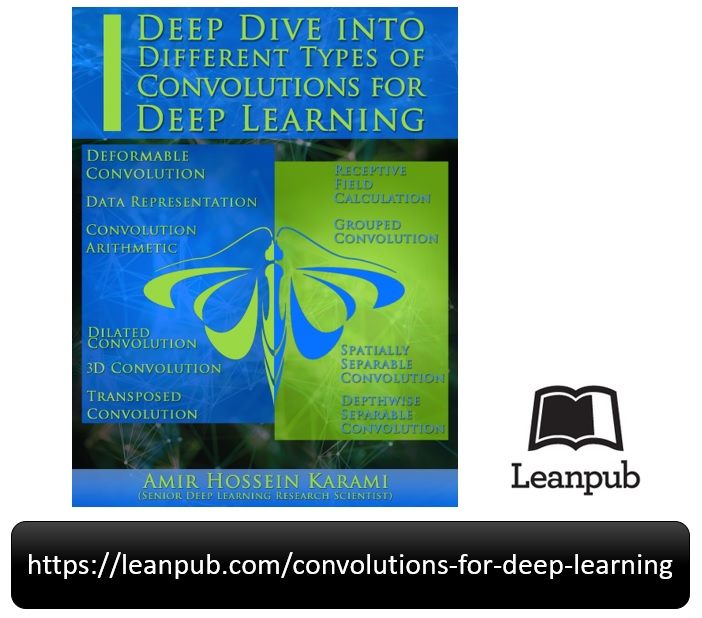 DEEP DIVE INTO
DIFFERENT TYPES OF
CONVOLUTIONS FOR
DEEP LEARNING
DEFORMABLE
CONVOLUTION
DATA REPRESENTATION
CONVOLUTION
ARITHMETIC
DILATED
CONVOLUTION
3D CONVOLUTION
TRANSPOSED
CONVOLUTION
RECEPTIVE
FIELD
CALCULATION
GROUPED
CONVOLUTION
SPATIALLY
SEPARABLE
CONVOLUTION
DEPTHWISE
SEPARABLE
CONVOLUTION
AMIR HOSSEIN KARAMI
(SENIOR DEEP LEARNING RESEARCH SCIENTIST)
Leanpub
https://leanpub.com/convolutions-for-deep-learning